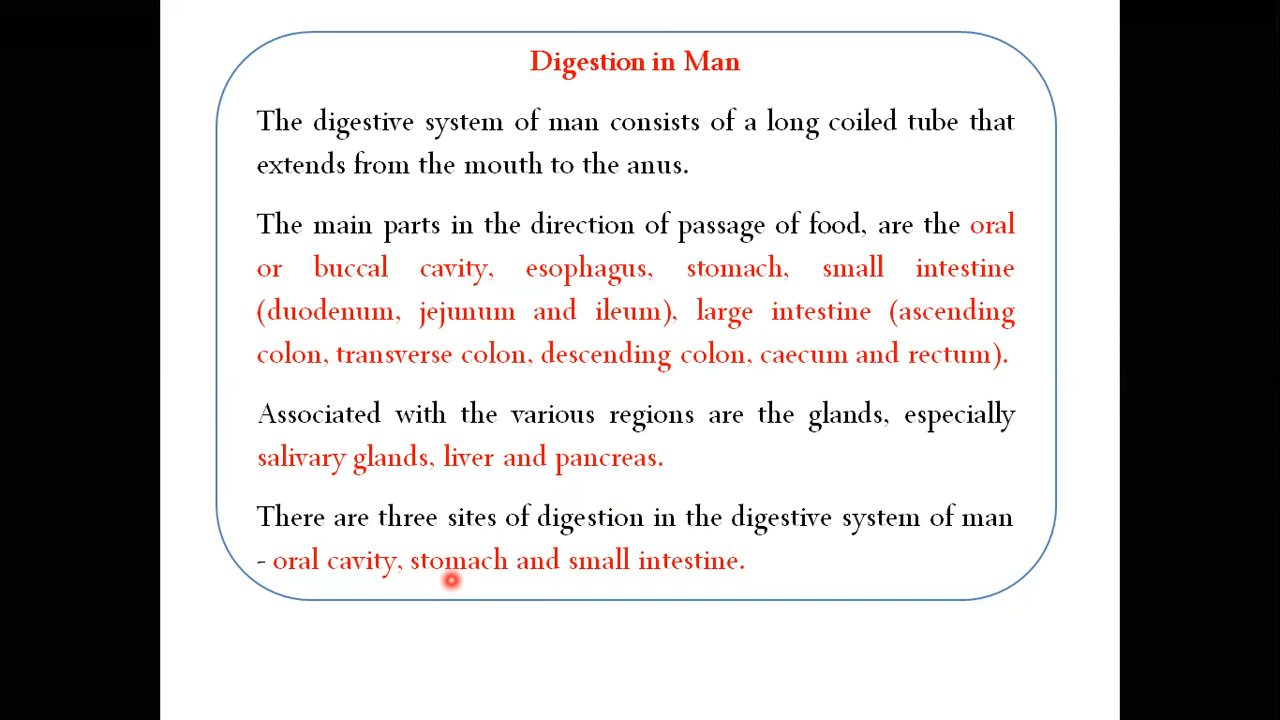 Digestion in Man
The digestive system of man consists of a long coiled tube that
extends from the mouth to the anus.
The main parts in the direction of passage of food, are the oral
or buccal cavity, esophagus, stomach, small intestine
(duodenum, jejunum and ileum), large intestine (ascending
colon, transverse colon, descending colon, caecum and rectum).
Associated with the various regions are the glands, especially
salivary glands, liver and pancreas.
There are three sites of digestion in the digestive system of man
- oral cavity, stomach and small intestine.